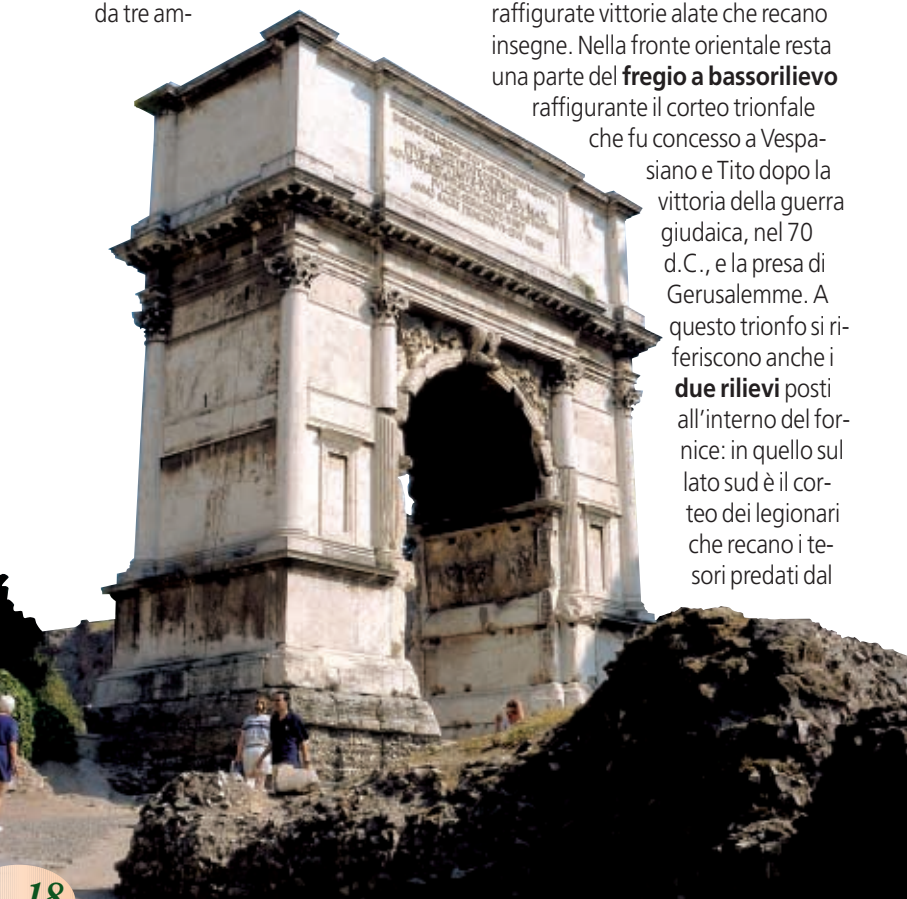 da tre am-
raffigurate vittorie alate che recano
insegne. Nella fronte orientale resta
una parte del fregio a bassorilievo
raffigurante il corteo trionfale
che fu concesso a Vespa-
siano e Tito dopo la
vittoria della guerra
giudaica, nel 70
d.C., e la presa di
Gerusalemme. A
questo trionfo si ri-
feriscono anche i
due rilievi posti
all’interno del for-
nice: in quello sul
lato sud è il cor-
teo dei legionari
che recano i te-
sori predati dal
18